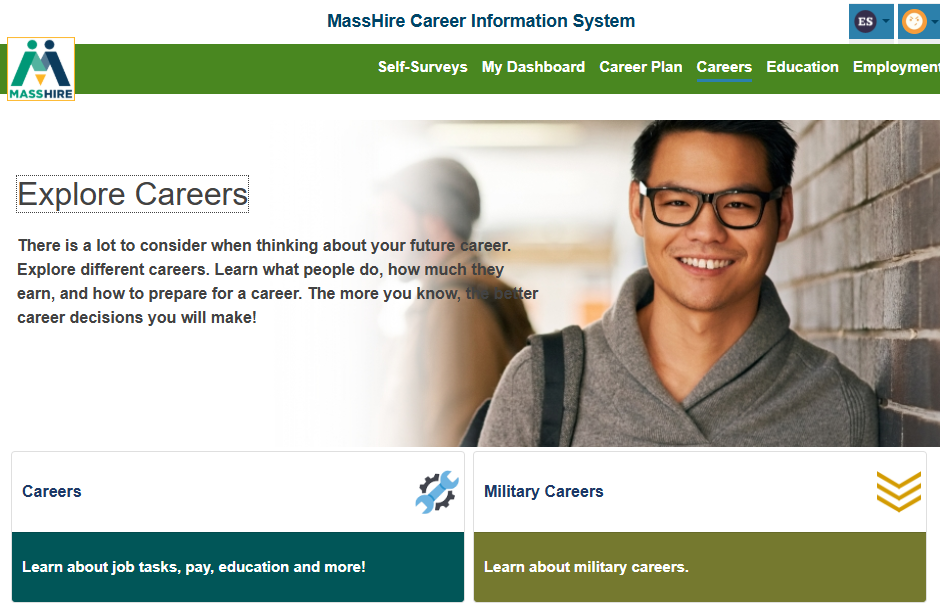 MassHire Career Information System
ES
MASSHIRE
Self-Surveys My Dashboard Career Plan Careers Education Employment
Explore Careers
There is a lot to consider when thinking about your future career.
Explore different careers. Learn what people do, how much they
earn, and how to prepare for a career. The more you know, the better
career decisions you will make!
Careers
Military Careers
Learn about job tasks, pay, education and more!
Learn about military careers.